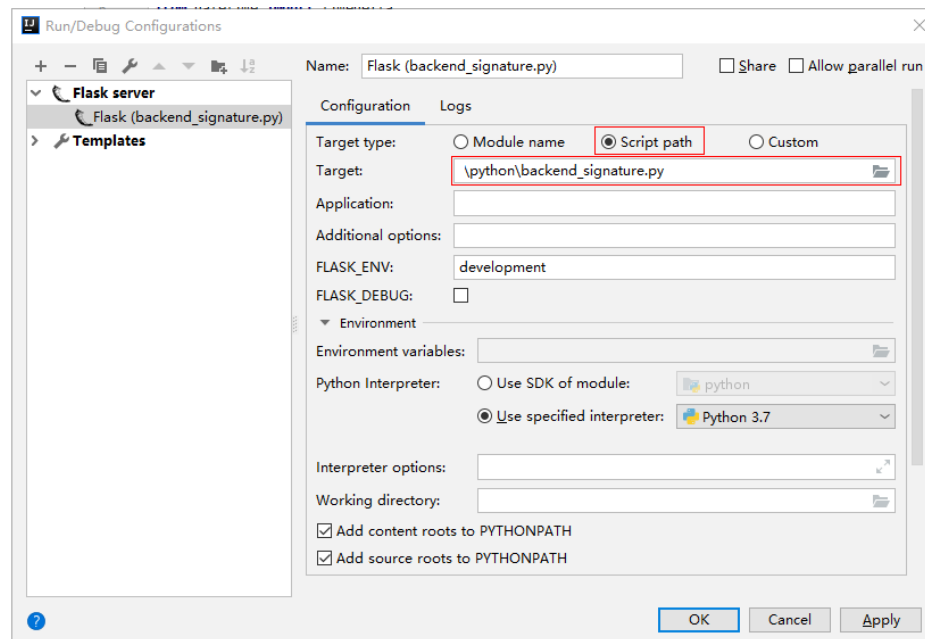 Run/Debug Configurations
Flask server
Flask (backend_signature.py)
Templates
Name: Flask (backend_signature.py) Share Allow parallel run
Configuration Logs
Target type: Module name Script path Custom
Target: \python\backend_signature.py
Application:
Additional options:
FLASK_ENV: development
FLASK_DEBUG:
Environment
Environment variables:
Python Interpreter: Use SDK of module: python
Use specified interpreter: Python 3.7
Interpreter options:
Working directory:
Add content roots to PYTHONPATH
Add source roots to PYTHONPATH
? OK Cancel Apply